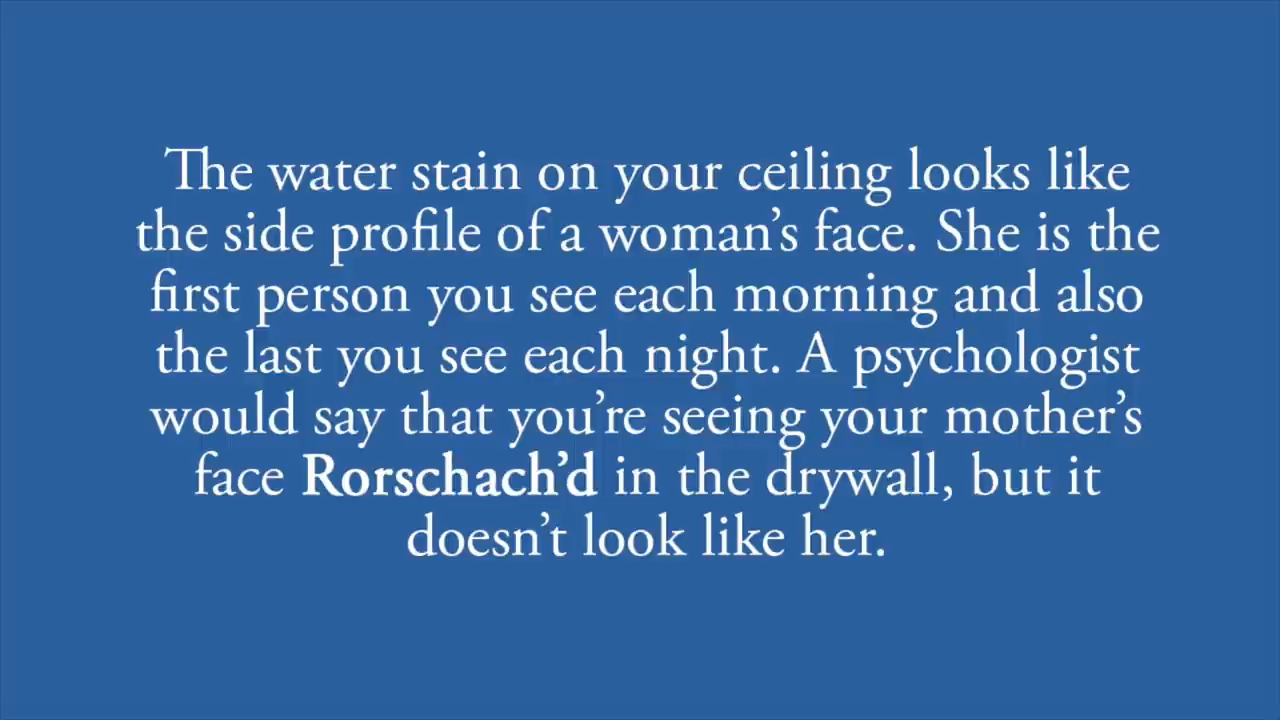 The water stain on your ceiling looks like
the side profile of a woman’s face. She is the
first person you see each morning and also
the last you see each night. A psychologist
would say that you’re seeing your mother’s
face Rorschach’d in the drywall, but it
doesn’t look like her.